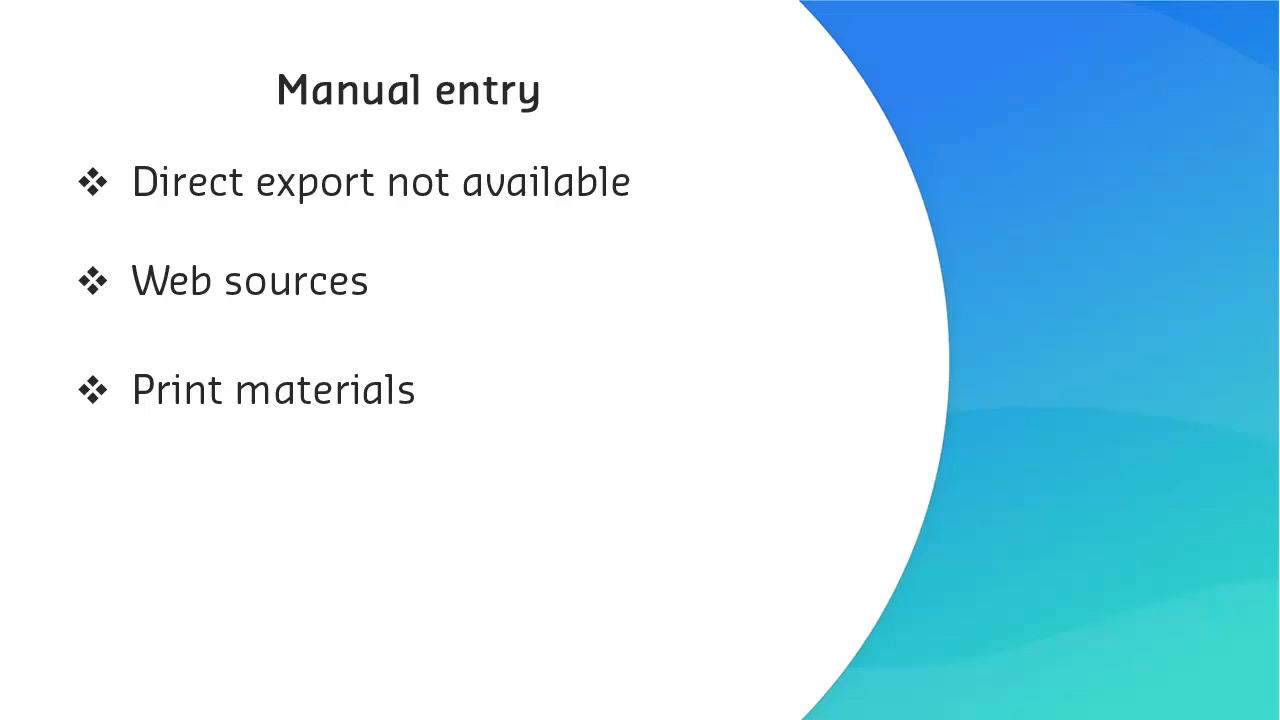 Manual entry
❖ Direct export not available
❖ Web sources
❖ Print materials